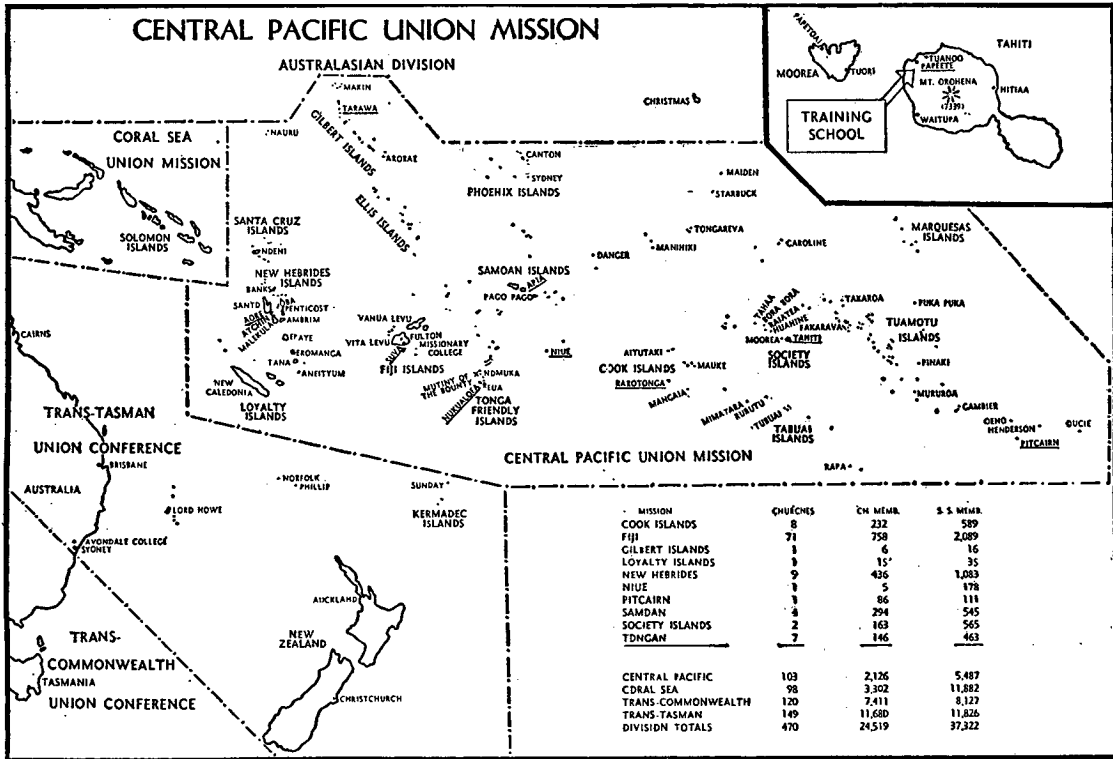 CENTRAL PACIFIC UNION MISSION
AUSTRALASIAN DIVISION
MAKIN
TARAWA
GILBERT ISLANDS
NAURU
ARORAE
CHRISTMAS
CORAL SEA
UNION MISSION
SOLOMON
ISLANDS
CANTON
SYDNEY
PHOENIX ISLANDS
MAIDEN
STARBUCK
ELLIS ISLANDS
SANTA CRUZ
ISLANDS
NDENI
TONGAREVA
MANIHIKI
DANGER
CAROLINE
MARQUESAS
ISLANDS
NEW HEBRIDES
ISLANDS
BANKS
SANTO
OBA
PENTICOST
AORE
ATCHIN
MALIKULAO
AMBRIM
EPAYE
EROMANGA
TANA
ANEITYUM
NEW
CALEDONIA
LOYALTY
ISLANDS
SAMOAN ISLANDS
APIA
PAGO PAGO
VANUA LEVU
VITA LEVU
SUVA
FULTON
MISSIONARY
COLLEGE
FIJI ISLANDS
MUTINY OF
THE BOUNTY
NOMUKA
EUA
NUKUALOFA
TONGA
FRIENDLY
ISLANDS
NIUE
AITUTAKI
COOK ISLANDS
MAUKE
RAROTONGA
MANGAIA
TAHAA
BORA BORA
RAIATEA
HUAHINE
MOOREA
TAHITI
SOCIETY
ISLANDS
FAKARAVA
TAKAROA
PUKA PUKA
TUAMOTU
ISLANDS
PINAKI
MURUROA
GAMBIER
OENO
HENDERSON
DUCIE
PITCAIRN
MIMATARA
RURUTU
TUBUAI
TABUAI
ISLANDS
RAPA
CENTRAL PACIFIC UNION MISSION
CAIRNS
TRANS-TASMAN
UNION CONFERENCE
BRISBANE
AUSTRALIA
LORD HOWE
AVONDALE COLLEGE
SYDNEY
NORFOLK
PHILLIP
SUNDAY
KERMADEC
ISLANDS
AUCKLAND
NEW
ZEALAND
CHRISTCHURCH
TRANS-
COMMONWEALTH
TASMANIA
UNION CONFERENCE
PAPETOAI
MOOREA
TUORI
TAHITI
TUANOO
PAPEETE
MT. OROHENA
(7339)
HITIAA
WAITUPA
TRAINING
SCHOOL
MISSION CHURCHES CH MEMB. S. S. MEMB.
COOK ISLANDS 8 232 589
FIJI 71 758 2,089
GILBERT ISLANDS 1 6 16
LOYALTY ISLANDS 1 15 35
NEW HEBRIDES 9 436 1,083
NIUE 1 5 178
PITCAIRN 1 86 111
SAMOAN 4 294 545
SOCIETY ISLANDS 2 163 565
TONGAN 7 146 463
CENTRAL PACIFIC 103 2,126 5,487
CORAL SEA 98 3,302 11,882
TRANS-COMMONWEALTH 120 7,411 8,127
TRANS-TASMAN 149 11,680 11,826
DIVISION TOTALS 470 24,519 37,322